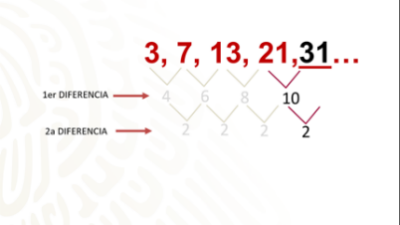 3, 7, 13, 21,31...
1er DIFERENCIA 4 6 8 10
2a DIFERENCIA 2 2 2 2